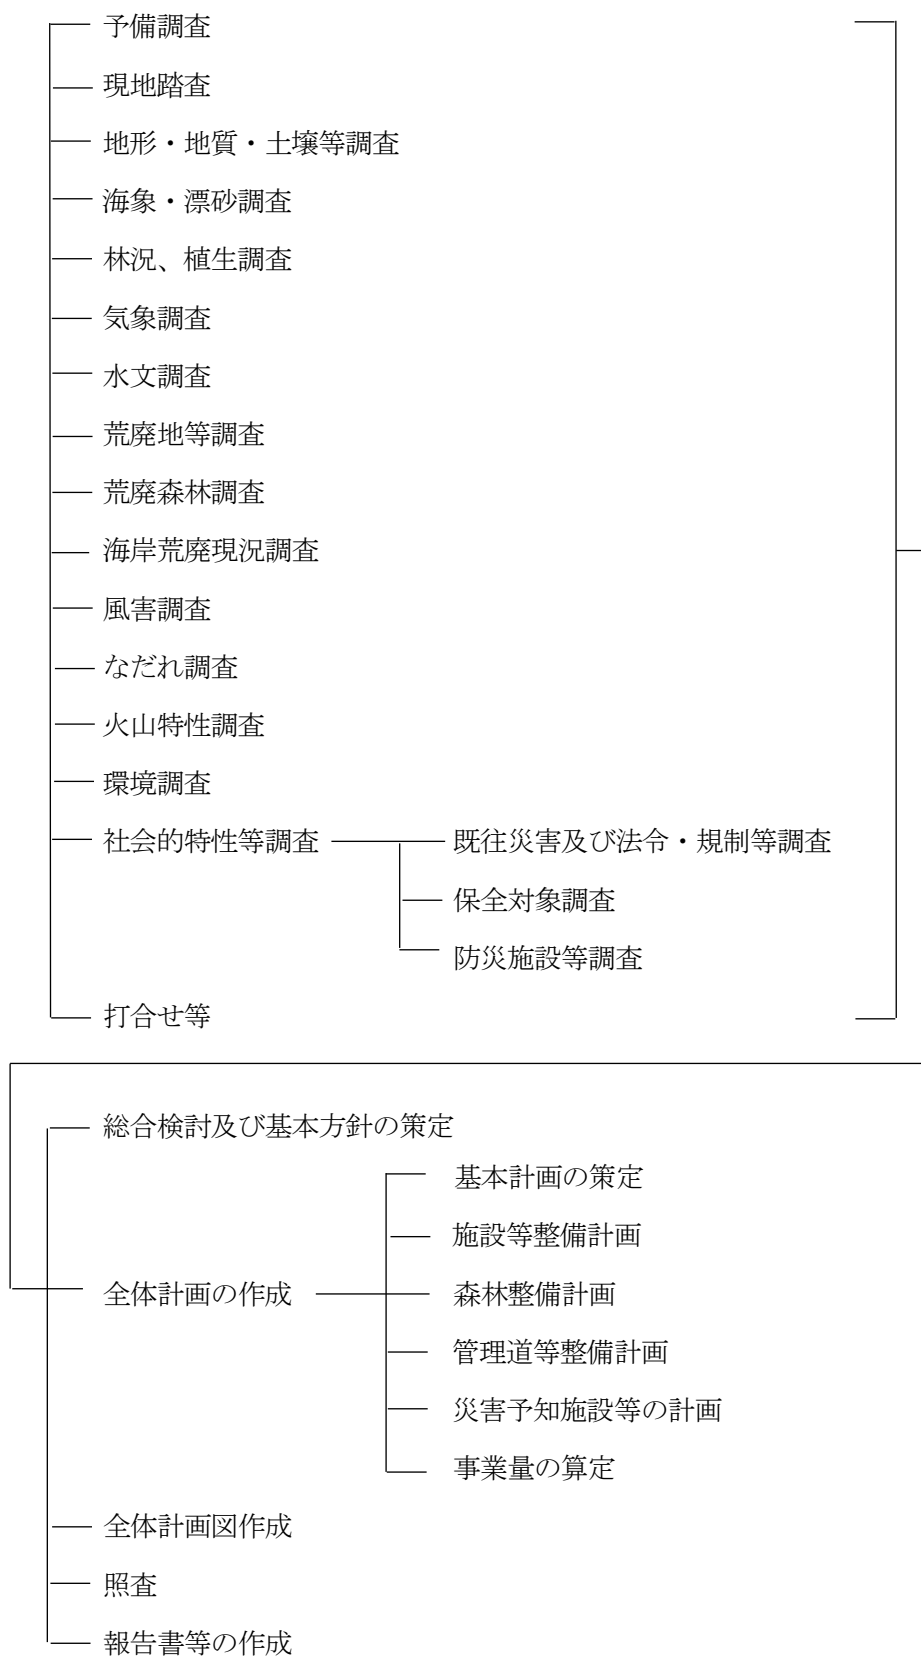 予備調査
現地踏査
地形・地質・土壌等調査
海象・漂砂調査
林況、植生調査
気象調査
水文調査
荒廃地等調査
荒廃森林調査
海岸荒廃現況調査
風害調査
なだれ調査
火山特性調査
環境調査
社会的特性等調査
既往災害及び法令・規制等調査
保全対象調査
防災施設等調査
打合せ等
総合検討及び基本方針の策定
全体計画の作成
基本計画の策定
施設等整備計画
森林整備計画
管理道等整備計画
災害予知施設等の計画
事業量の算定
全体計画図作成
照査
報告書等の作成